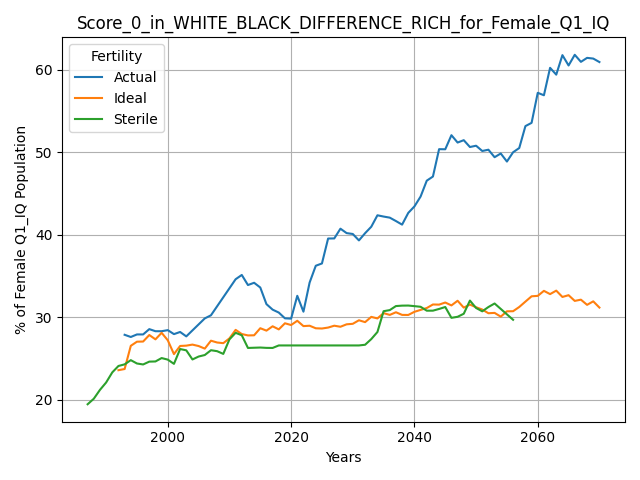 Score_0_in_WHITE_BLACK_DIFFERENCE_RICH_for_Female_Q1_IQ
Fertility
Actual
Ideal
Sterile
% of Female Q1_IQ Population
60
50
40
30
20
2000
2020
2040
2060
Years